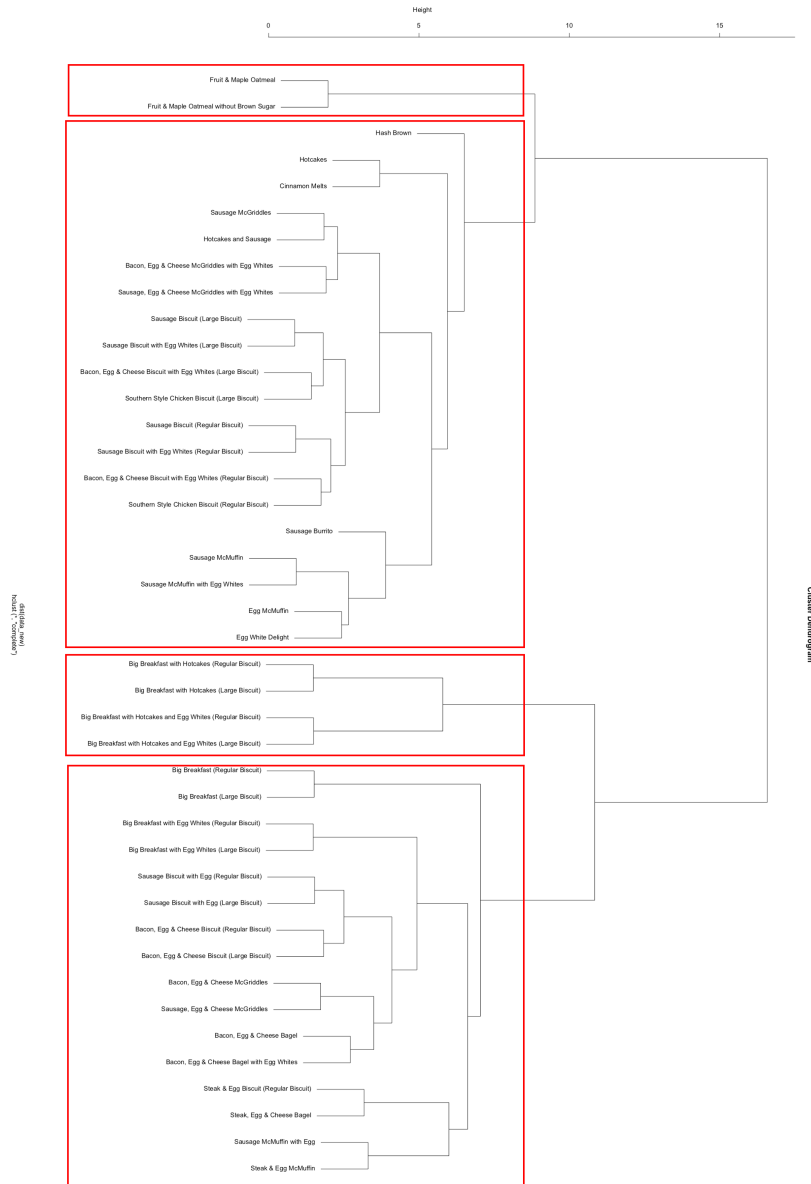 Height
0 5 10 15
Fruit & Maple Oatmeal
Fruit & Maple Oatmeal without Brown Sugar
Hash Brown
Hotcakes
Cinnamon Melts
Sausage McGriddles
Hotcakes and Sausage
Bacon, Egg & Cheese McGriddles with Egg Whites
Sausage, Egg & Cheese McGriddles with Egg Whites
Sausage Biscuit (Large Biscuit)
Sausage Biscuit with Egg Whites (Large Biscuit)
Bacon, Egg & Cheese Biscuit with Egg Whites (Large Biscuit)
Southern Style Chicken Biscuit (Large Biscuit)
Sausage Biscuit (Regular Biscuit)
Sausage Biscuit with Egg Whites (Regular Biscuit)
Bacon, Egg & Cheese Biscuit with Egg Whites (Regular Biscuit)
Southern Style Chicken Biscuit (Regular Biscuit)
Sausage Burrito
Sausage McMuffin
Sausage McMuffin with Egg Whites
Egg McMuffin
Egg White Delight
Big Breakfast with Hotcakes (Regular Biscuit)
Big Breakfast with Hotcakes (Large Biscuit)
Big Breakfast with Hotcakes and Egg Whites (Regular Biscuit)
Big Breakfast with Hotcakes and Egg Whites (Large Biscuit)
Big Breakfast (Regular Biscuit)
Big Breakfast (Large Biscuit)
Big Breakfast with Egg Whites (Regular Biscuit)
Big Breakfast with Egg Whites (Large Biscuit)
Sausage Biscuit with Egg (Regular Biscuit)
Sausage Biscuit with Egg (Large Biscuit)
Bacon, Egg & Cheese Biscuit (Regular Biscuit)
Bacon, Egg & Cheese Biscuit (Large Biscuit)
Bacon, Egg & Cheese McGriddles
Sausage, Egg & Cheese McGriddles
Bacon, Egg & Cheese Bagel
Bacon, Egg & Cheese Bagel with Egg Whites
Steak & Egg Biscuit (Regular Biscuit)
Steak, Egg & Cheese Bagel
Sausage McMuffin with Egg
Steak & Egg McMuffin
dist(data_new)
hclust (*, "complete")
Cluster Dendrogram